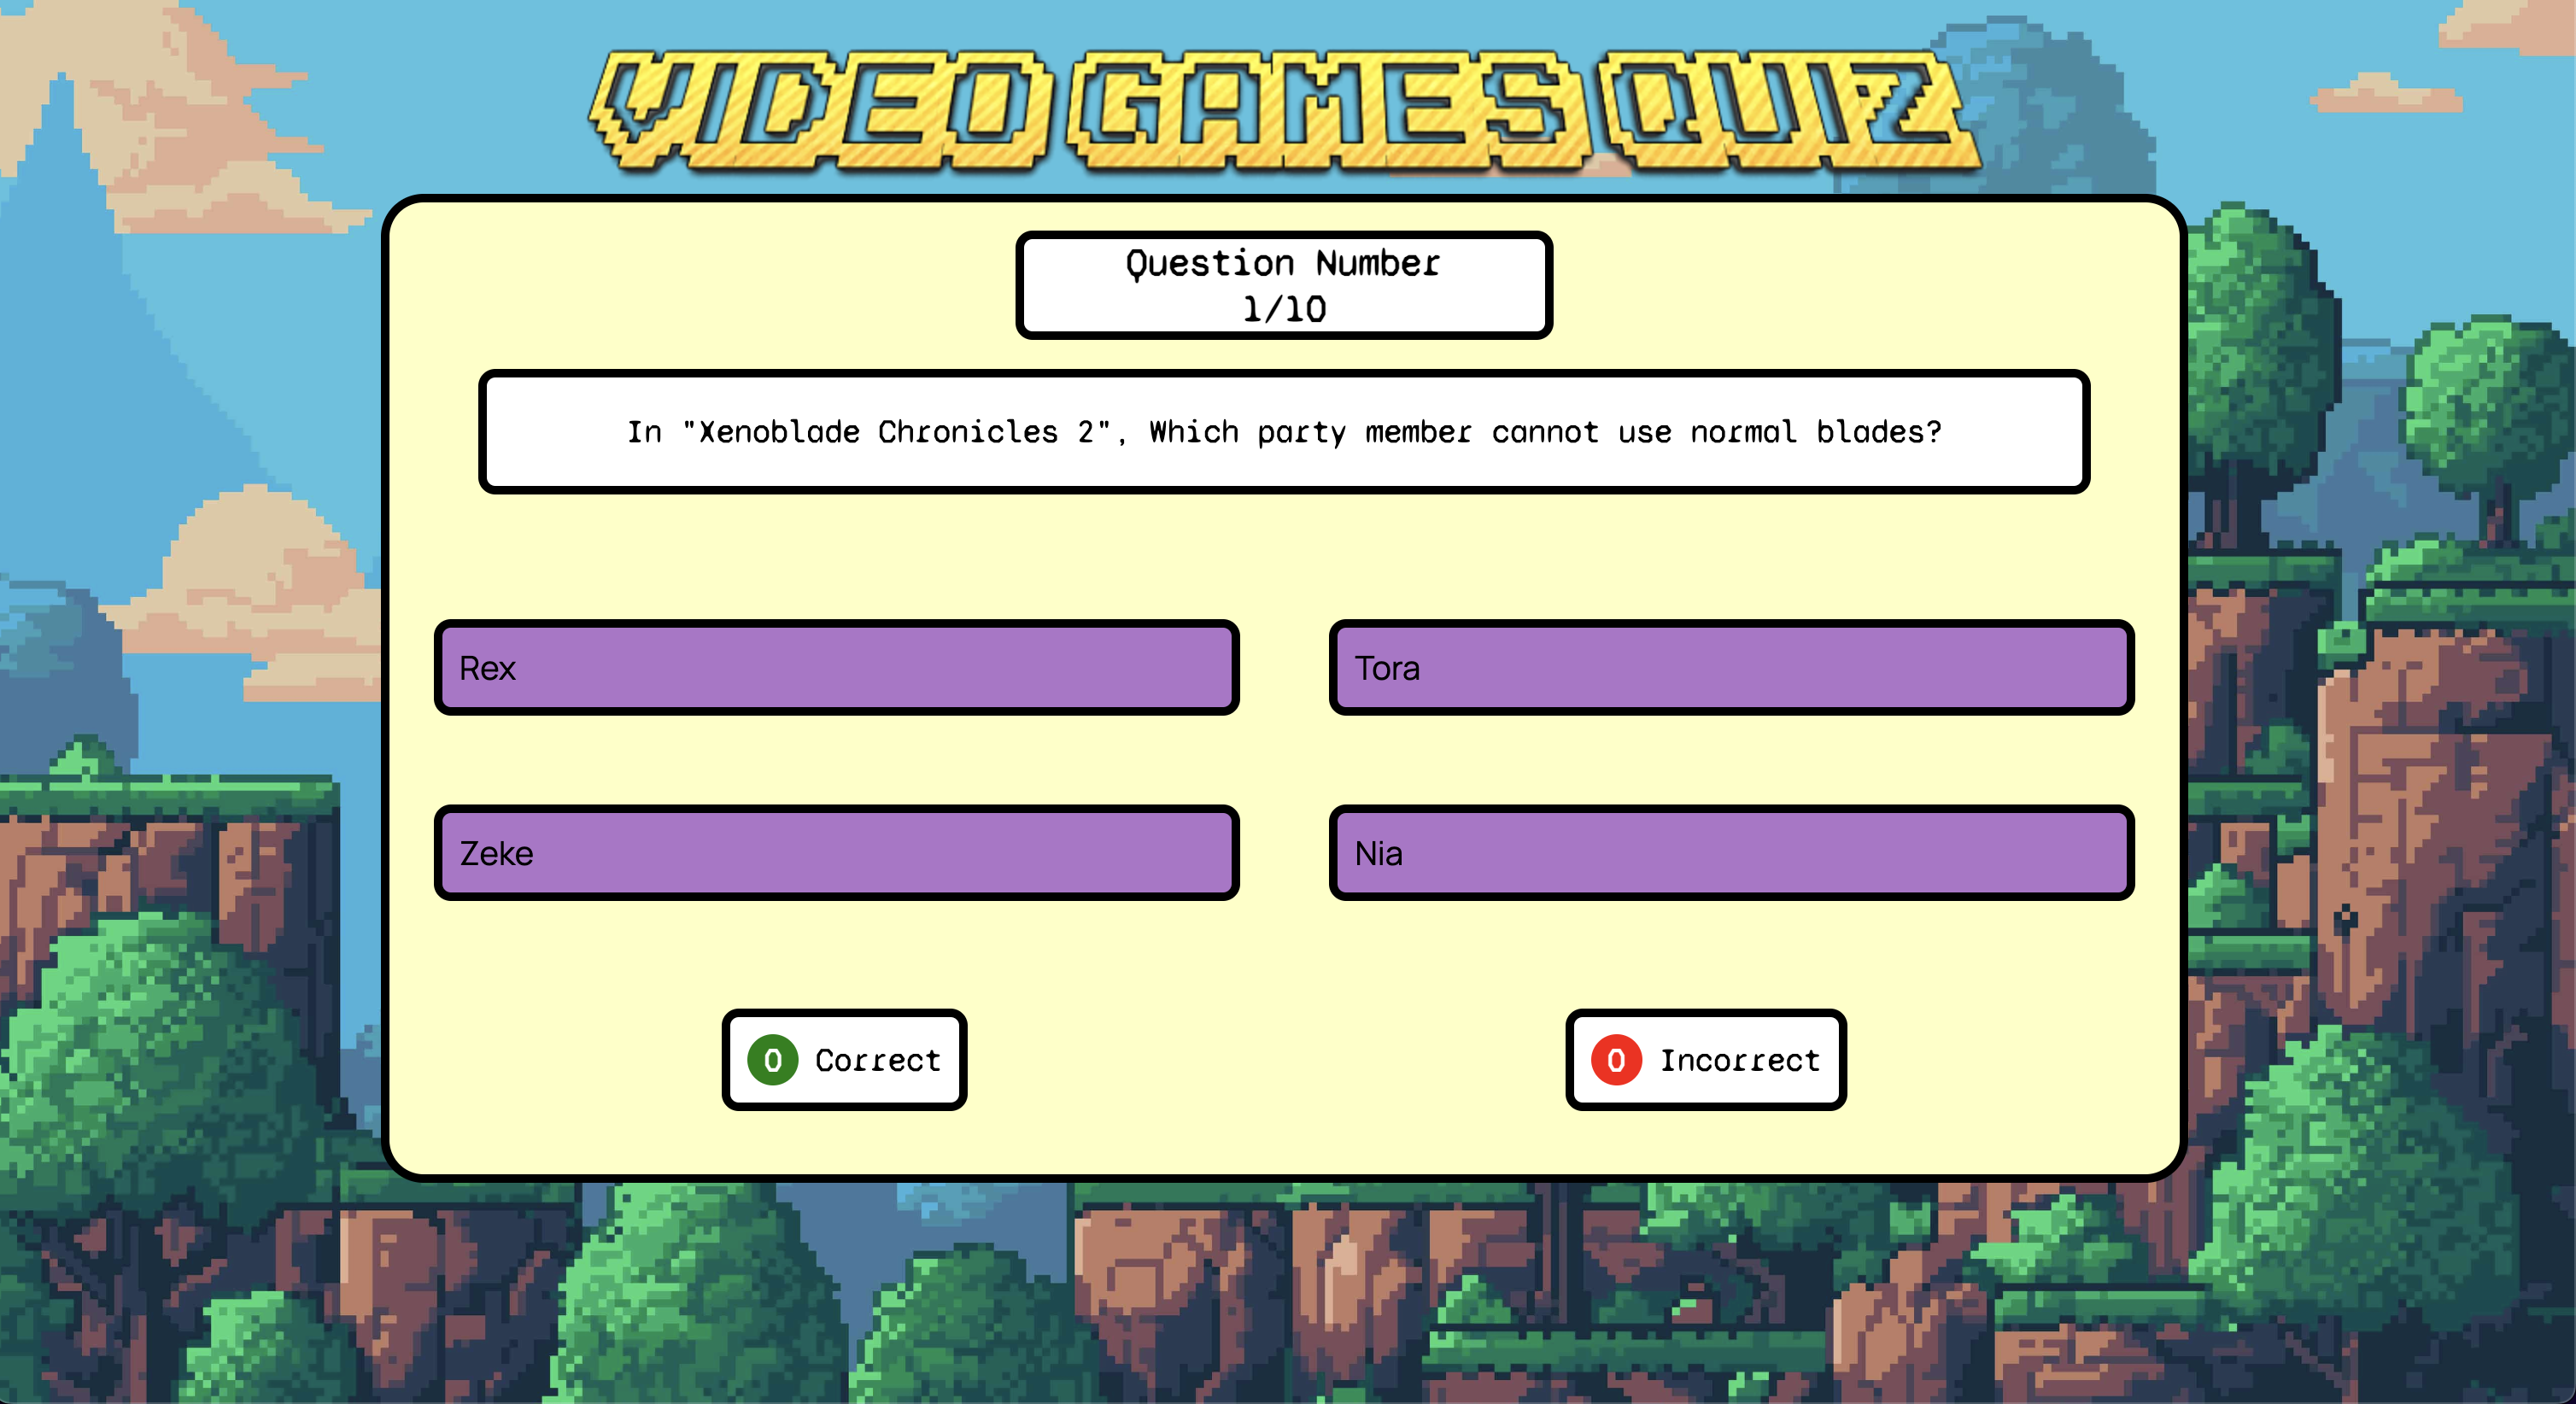 VIDEO GAMES QUIZ
Question Number
1/10
In "Xenoblade Chronicles 2", Which party member cannot use normal blades?
Rex
Tora
Zeke
Nia
0 Correct
0 Incorrect